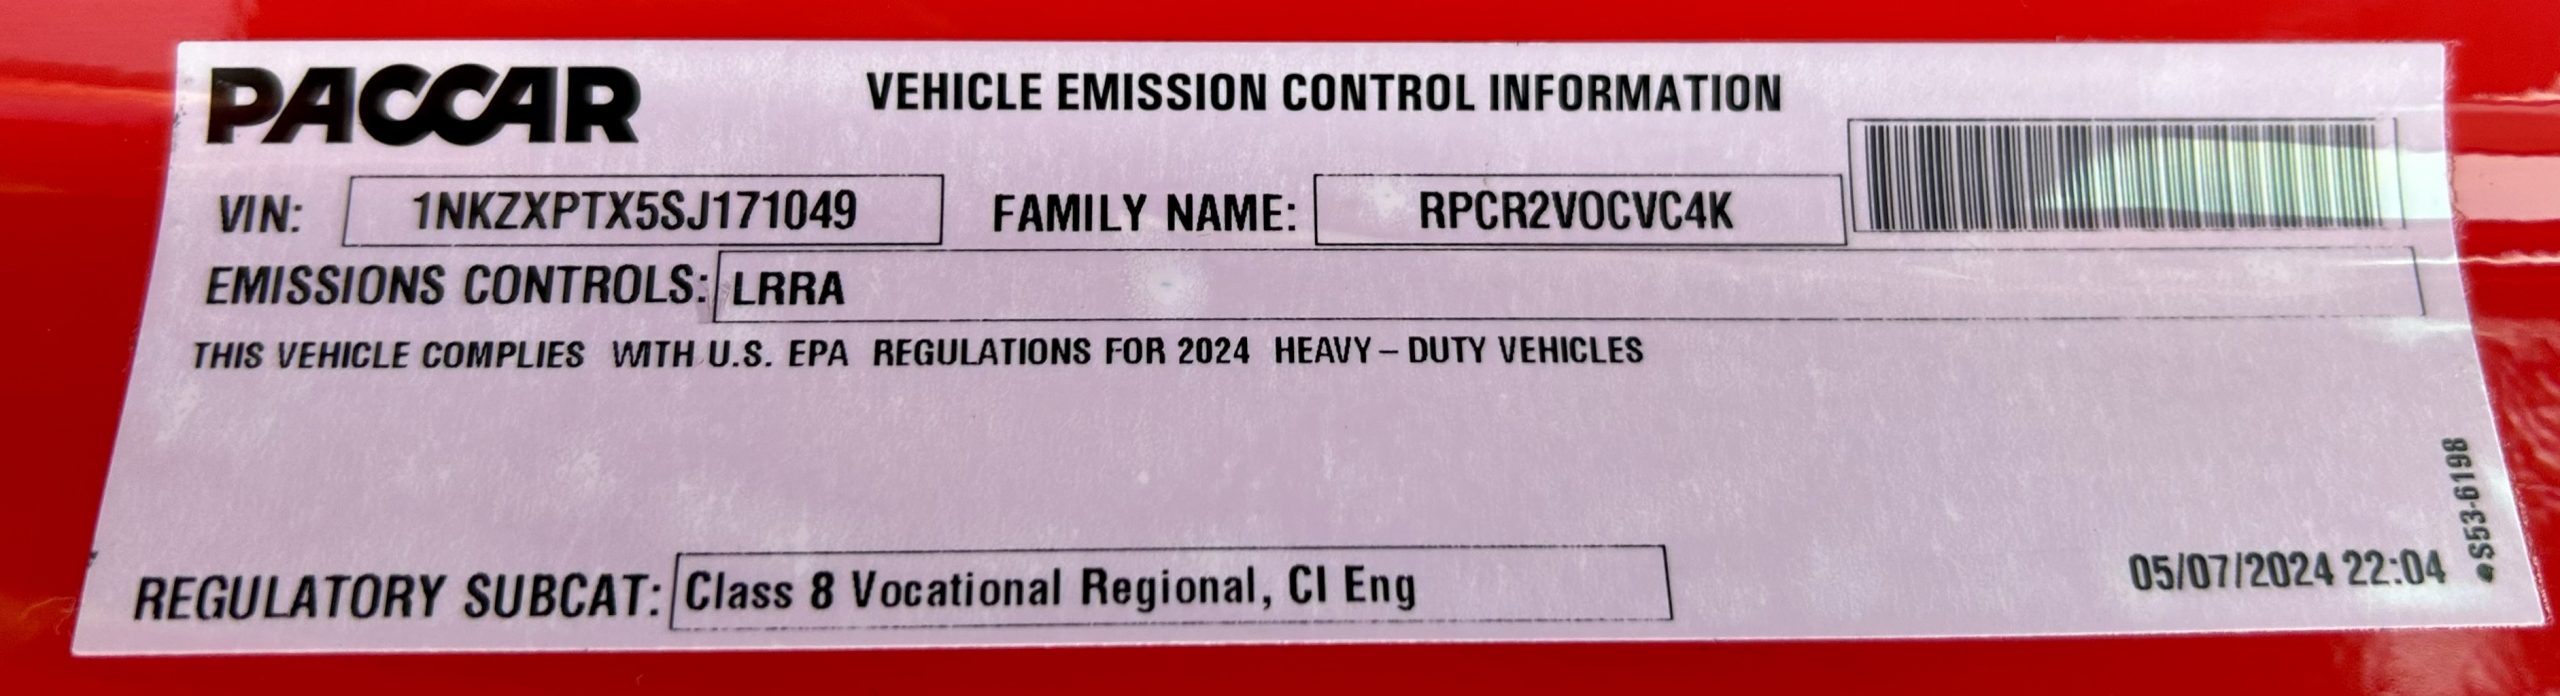 PACCAR
VEHICLE EMISSION CONTROL INFORMATION
VIN: 1NKZXPTX5SJ171049 FAMILY NAME: RPCR2VOCVC4K
EMISSIONS CONTROLS: LRRA
THIS VEHICLE COMPLIES WITH U.S. EPA REGULATIONS FOR 2024 HEAVY – DUTY VEHICLES
REGULATORY SUBCAT: Class 8 Vocational Regional, CI Eng
05/07/2024 22:04
S53-6198